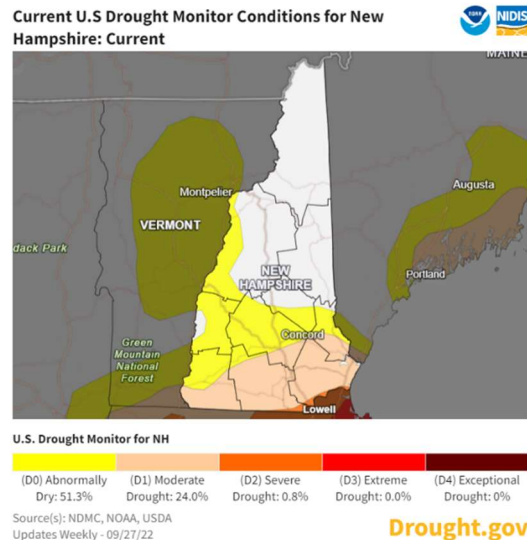 Current U.S Drought Monitor Conditions for New
Hampshire: Current
NOAA
NIDIS
MAINE
Montpelier
Augusta
VERMONT
dack Park
Portland
NEW
HAMPSHIRE
Concord
Green
Mountain
National
Forest
Lowell
U.S. Drought Monitor for NH
(D0) Abnormally
Dry: 51.3%
(D1) Moderate
Drought: 24.0%
(D2) Severe
Drought: 0.8%
(D3) Extreme
Drought: 0.0%
(D4) Exceptional
Drought: 0%
Source(s): NDMC, NOAA, USDA
Updates Weekly - 09/27/22
Drought.gov